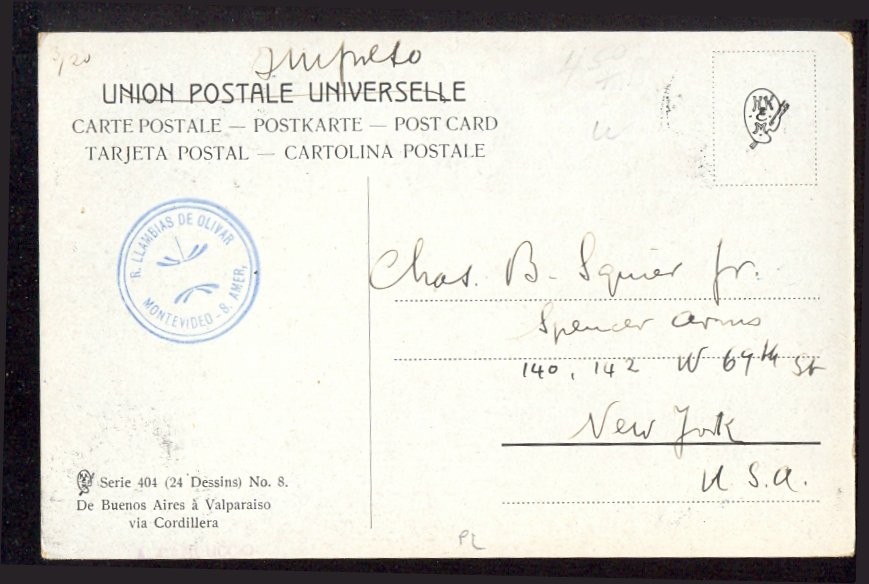 Impreso
UNION POSTALE UNIVERSELLE
CARTE POSTALE — POSTKARTE — POST CARD
TARJETA POSTAL — CARTOLINA POSTALE
NK
&
M.
R. LLAMBIAS DE OLIVAR
MONTEVIDEO - S. AMER.
Chas. B. Squier Jr.
Spencer Arms
140, 142 W 69th St
New York
U S. A.
Serie 404 (24 Dessins) No. 8.
De Buenos Aires à Valparaiso
via Cordillera
PL